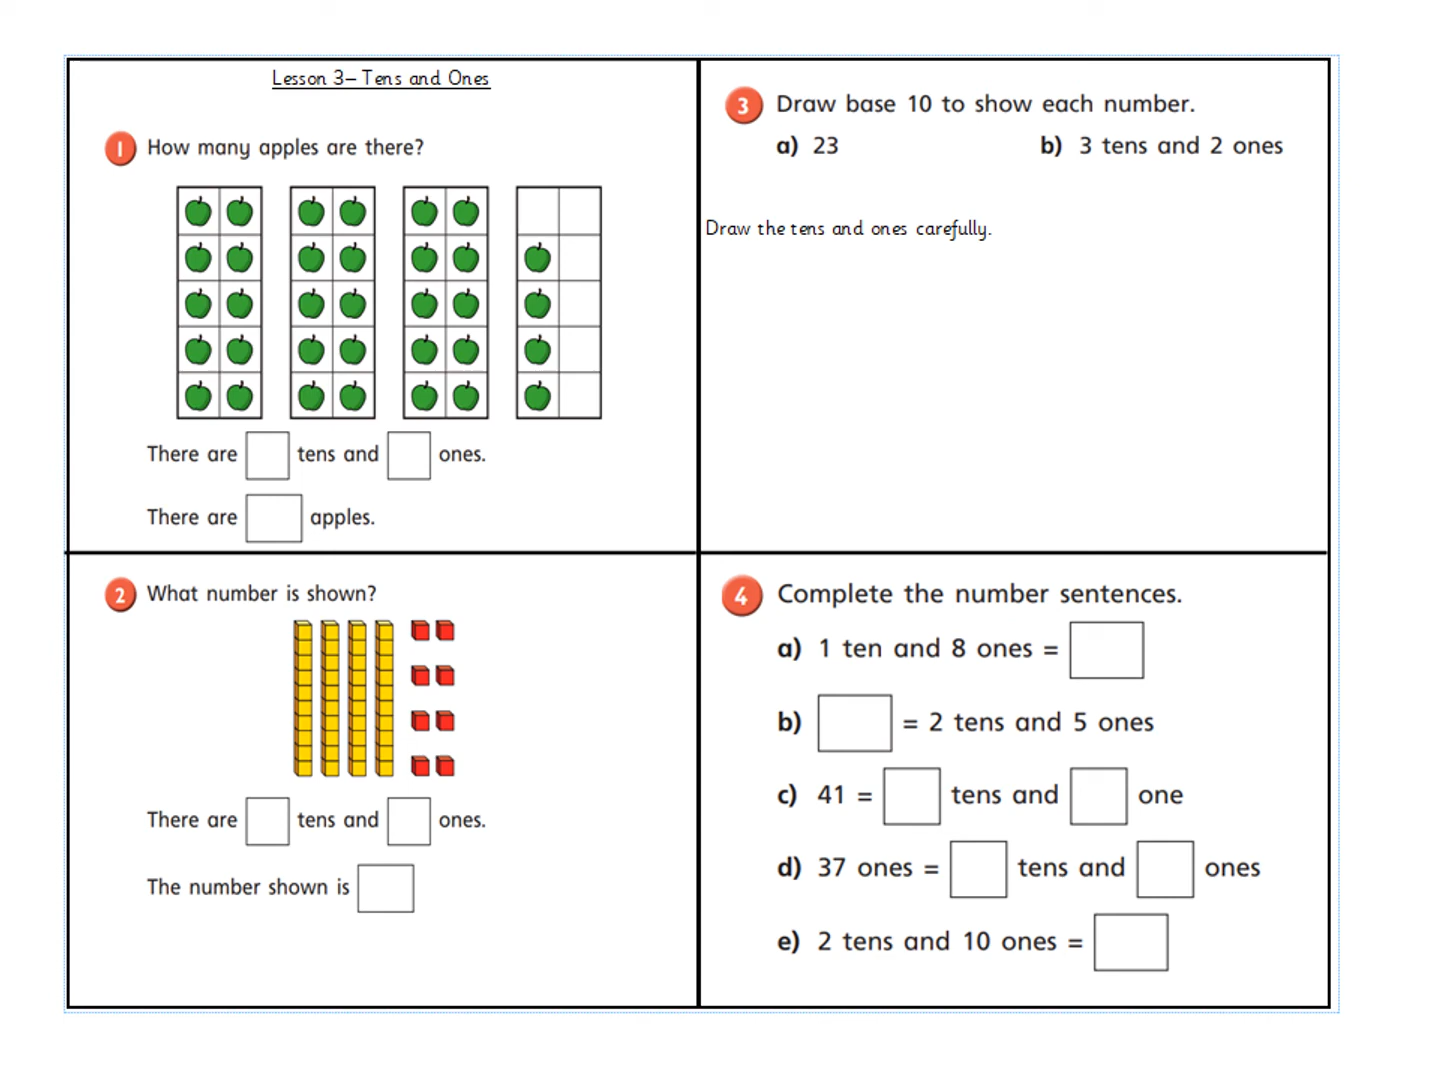 Lesson 3– Tens and Ones
1 How many apples are there?
There are tens and ones.
There are apples.
2 What number is shown?
There are tens and ones.
The number shown is
3 Draw base 10 to show each number.
a) 23 b) 3 tens and 2 ones
Draw the tens and ones carefully.
4 Complete the number sentences.
a) 1 ten and 8 ones =
b) = 2 tens and 5 ones
c) 41 = tens and one
d) 37 ones = tens and ones
e) 2 tens and 10 ones =